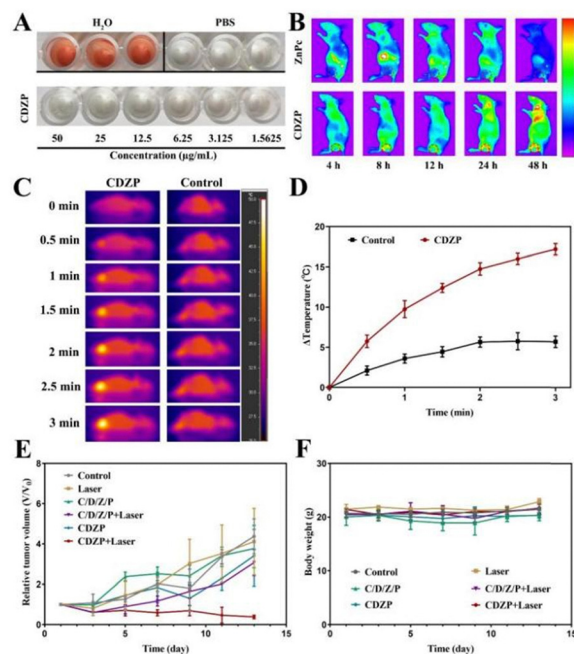 A
H₂O PBS
CDZP
50 25 12.5 6.25 3.125 1.5625
Concentration (μg/mL)
B
ZnPc
CDZP
4 h 8 h 12 h 24 h 48 h
C
CDZP Control
0 min
0.5 min
1 min
1.5 min
2 min
2.5 min
3 min
D
Control
CDZP
ΔTemperature (°C)
20
15
10
5
0
0 1 2 3
Time (min)
E
Relative tumor volume (V/V₀)
8
6
4
2
0
Control
Laser
C/D/Z/P
C/D/Z/P+Laser
CDZP
CDZP+Laser
0 5 10 15
Time (day)
F
Body weight (g)
40
30
20
10
0
Control Laser
C/D/Z/P C/D/Z/P+Laser
CDZP CDZP+Laser
0 5 10 15
Time (day)